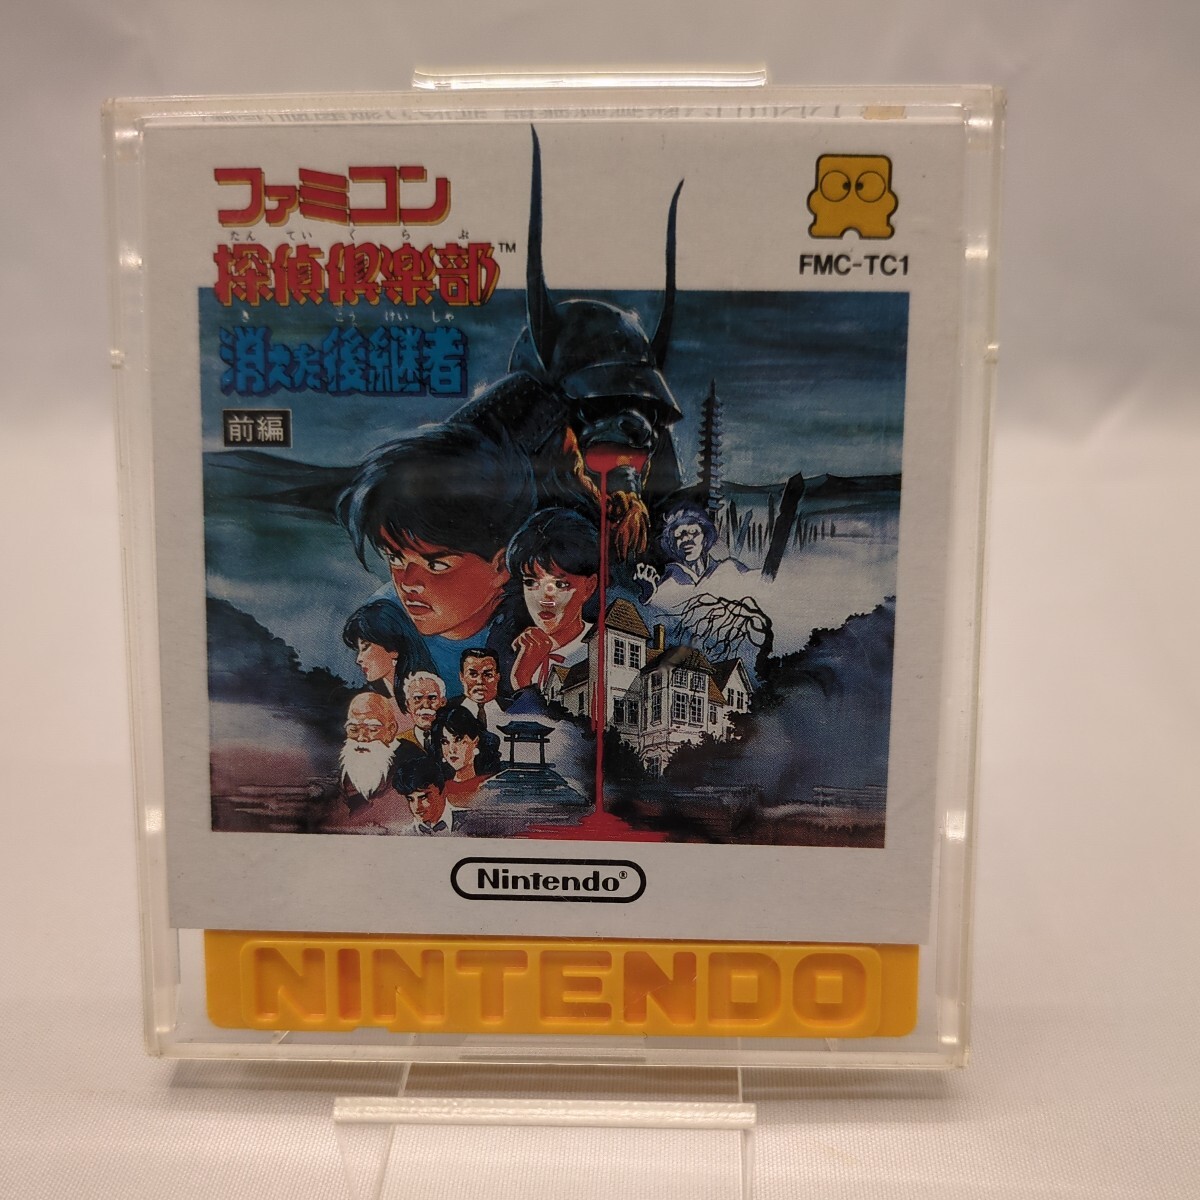 ファミコン
たんていくらぶ
探偵倶楽部™
き こうけいしゃ
消えた後継者
前編
FMC-TC1
Nintendo®
NINTENDO